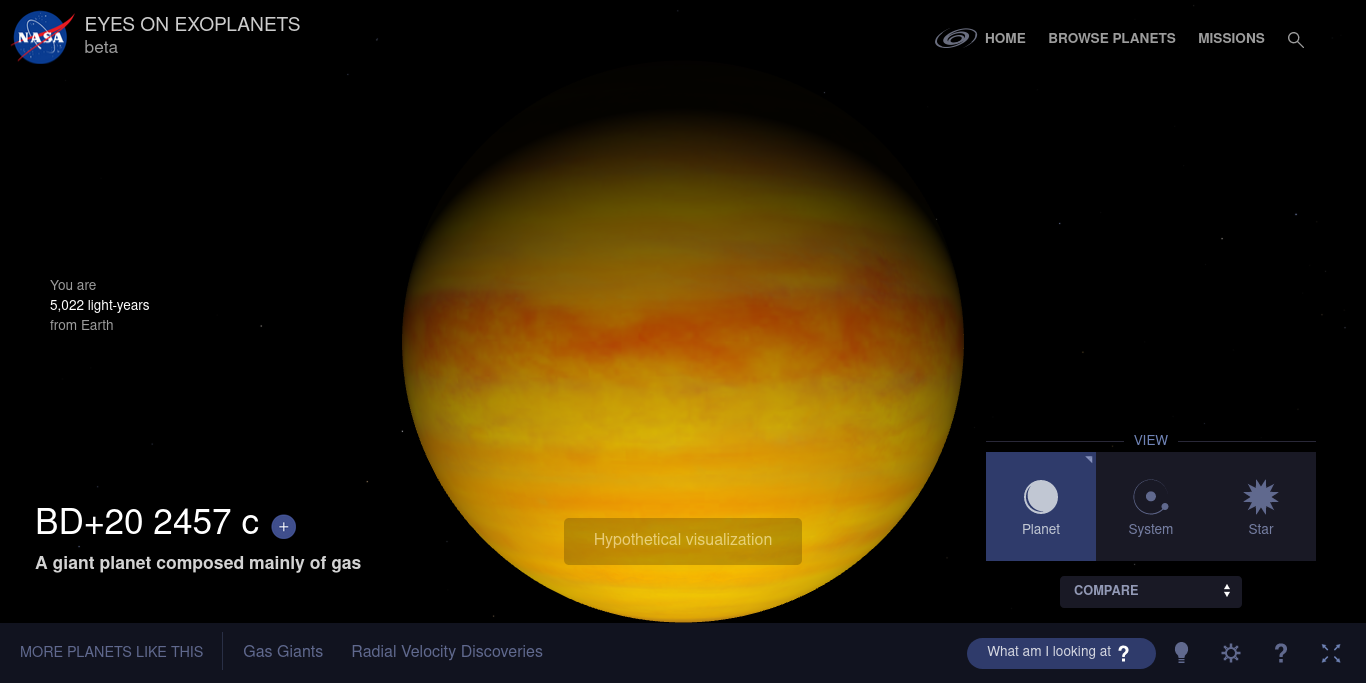 NASA
EYES ON EXOPLANETS
beta
HOME
BROWSE PLANETS
MISSIONS
You are
5,022 light-years
from Earth
VIEW
Planet
System
Star
BD+20 2457 c +
A giant planet composed mainly of gas
Hypothetical visualization
COMPARE
MORE PLANETS LIKE THIS
Gas Giants
Radial Velocity Discoveries
What am I looking at ?
?